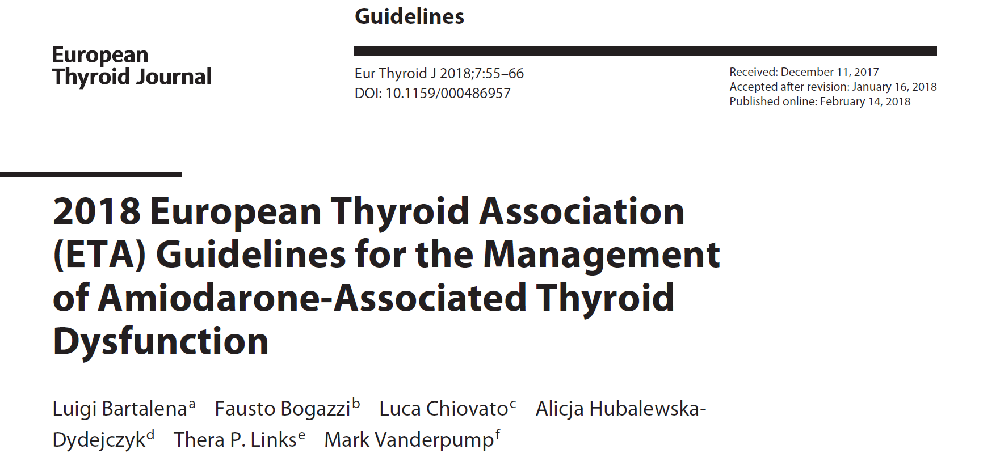 Guidelines
European
Thyroid Journal
Eur Thyroid J 2018;7:55–66
DOI: 10.1159/000486957
Received: December 11, 2017
Accepted after revision: January 16, 2018
Published online: February 14, 2018
2018 European Thyroid Association
(ETA) Guidelines for the Management
of Amiodarone-Associated Thyroid
Dysfunction
Luigi Bartalena a Fausto Bogazzi b Luca Chiovato c Alicja Hubalewska-
Dydejczyk d Thera P. Links e Mark Vanderpump f